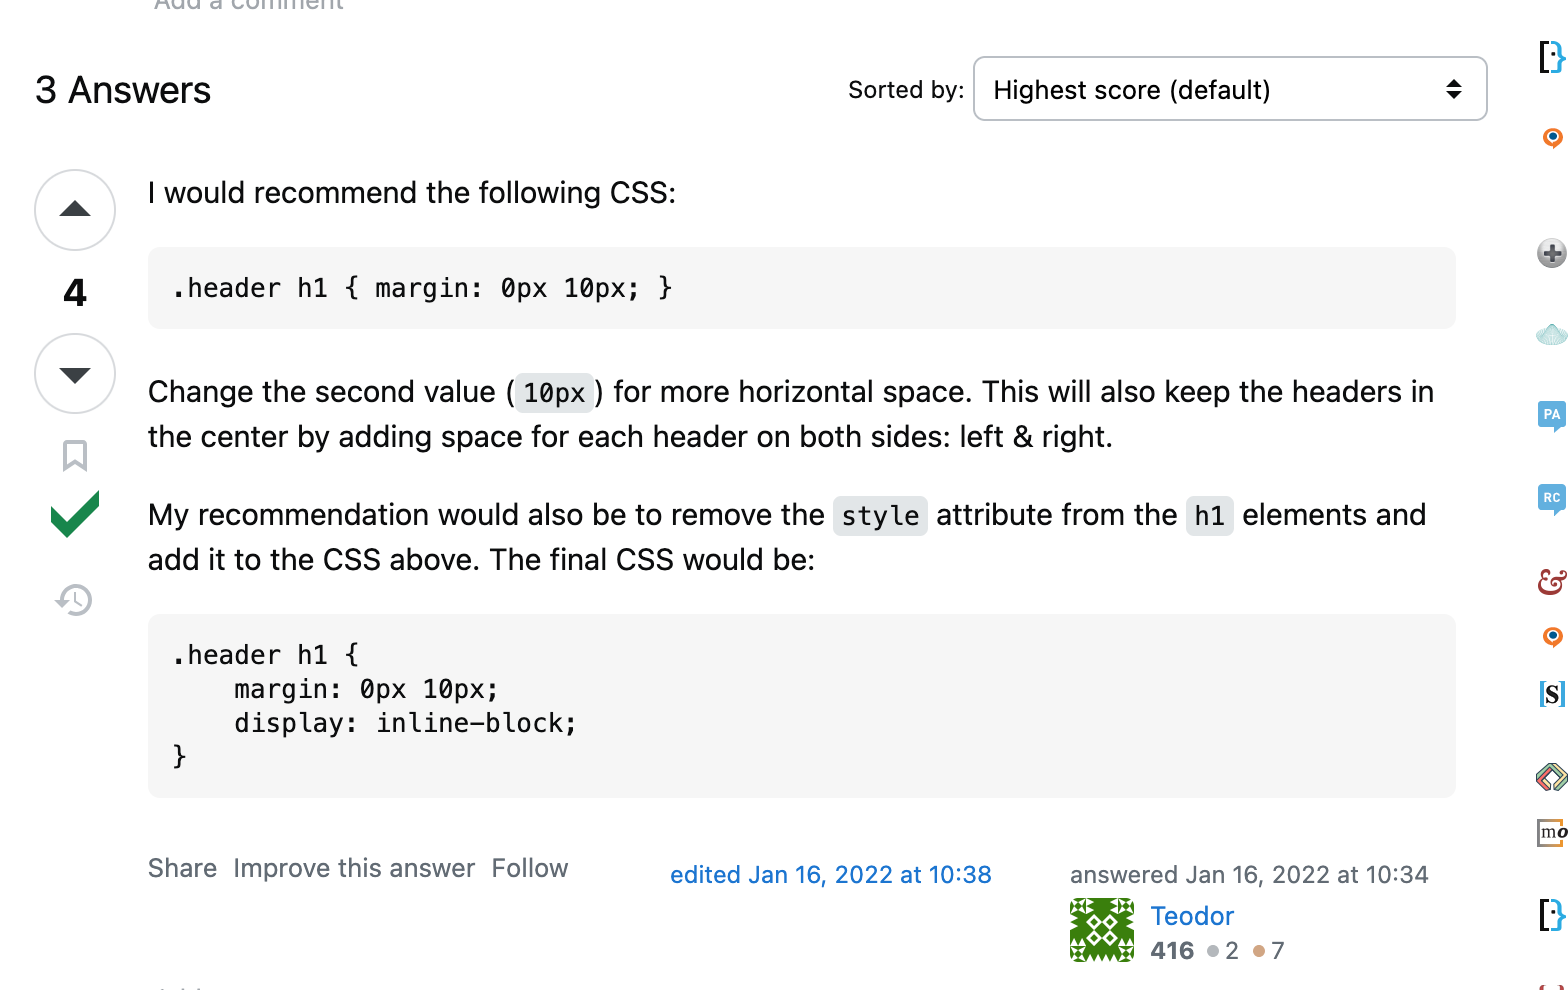 Add a comment
3 Answers
Sorted by: Highest score (default)
I would recommend the following CSS:
.header h1 { margin: 0px 10px; }
4
Change the second value (10px) for more horizontal space. This will also keep the headers in
the center by adding space for each header on both sides: left & right.
My recommendation would also be to remove the style attribute from the h1 elements and
add it to the CSS above. The final CSS would be:
.header h1 {
    margin: 0px 10px;
    display: inline-block;
}
Share Improve this answer Follow
edited Jan 16, 2022 at 10:38
answered Jan 16, 2022 at 10:34
Teodor
416 2 7
PA
RC
&
[S]
mo